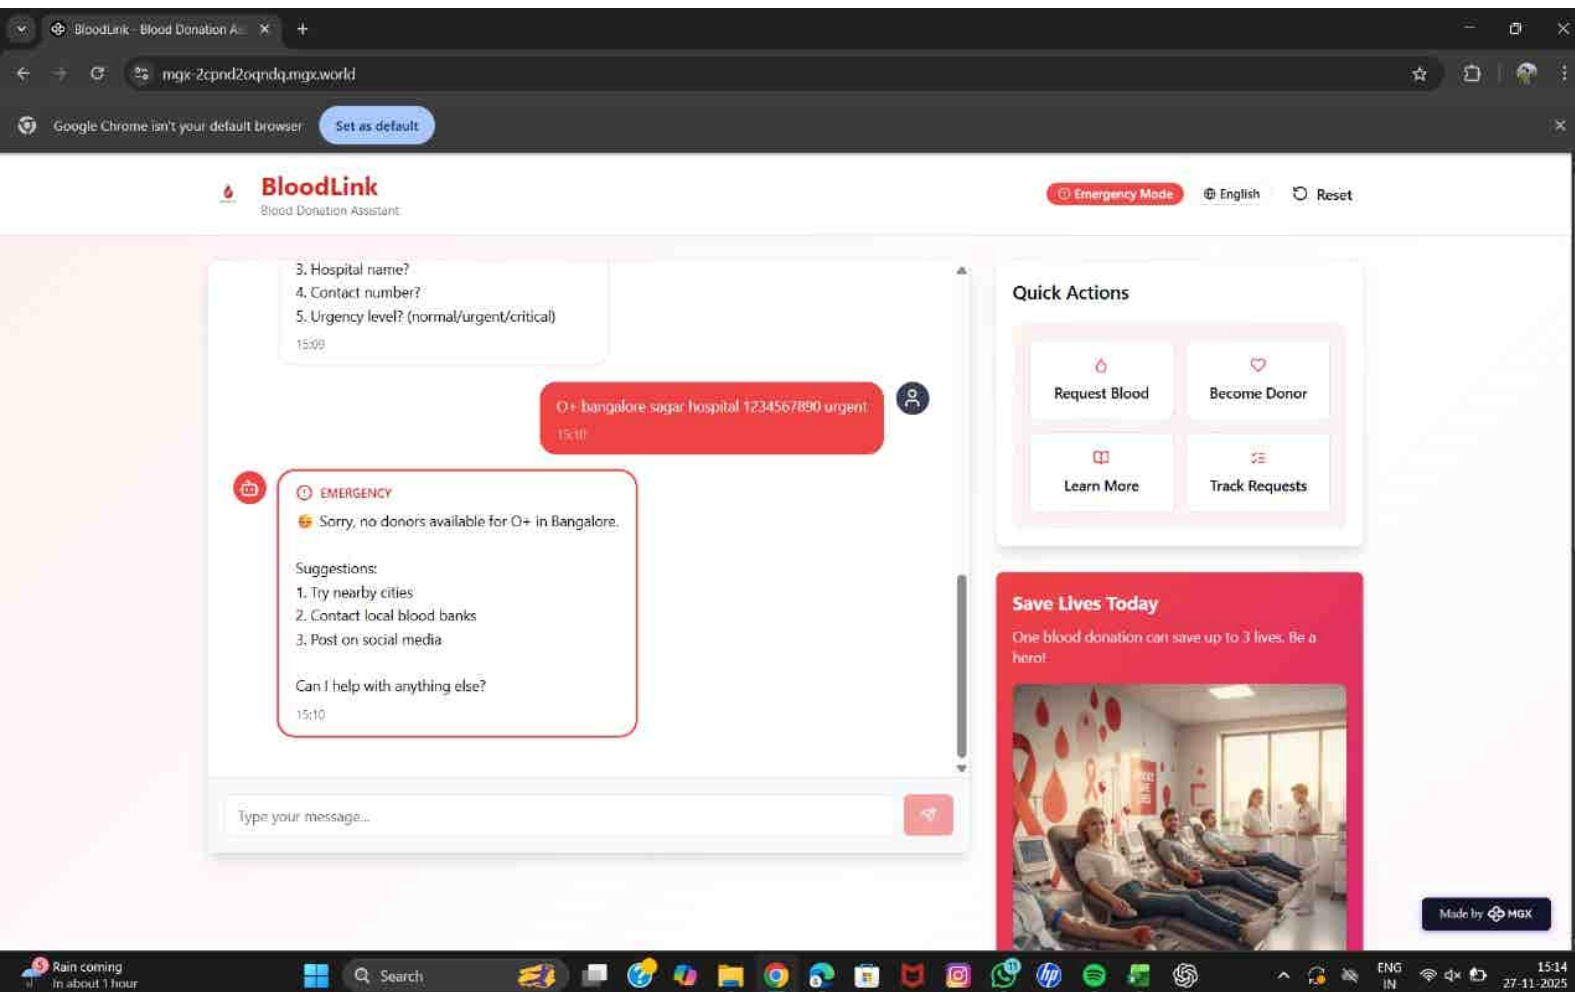 BloodLink - Blood Donation As
mgx-2cpnd2oqndq.mgx.world
Google Chrome isn't your default browser
Set as default
BloodLink
Blood Donation Assistant
Emergency Mode
English
Reset
3. Hospital name?
4. Contact number?
5. Urgency level? (normal/urgent/critical)
15:09
O+ bangalore sagar hospital 1234567890 urgent
15:10
EMERGENCY
Sorry, no donors available for O+ in Bangalore.
Suggestions:
1. Try nearby cities
2. Contact local blood banks
3. Post on social media
Can I help with anything else?
15:10
Type your message...
Quick Actions
Request Blood
Become Donor
Learn More
Track Requests
Save Lives Today
One blood donation can save up to 3 lives. Be a
hero!
Made by MGX
Rain coming
In about 1 hour
Search
11
hp
ENG
IN
15:14
27-11-2025